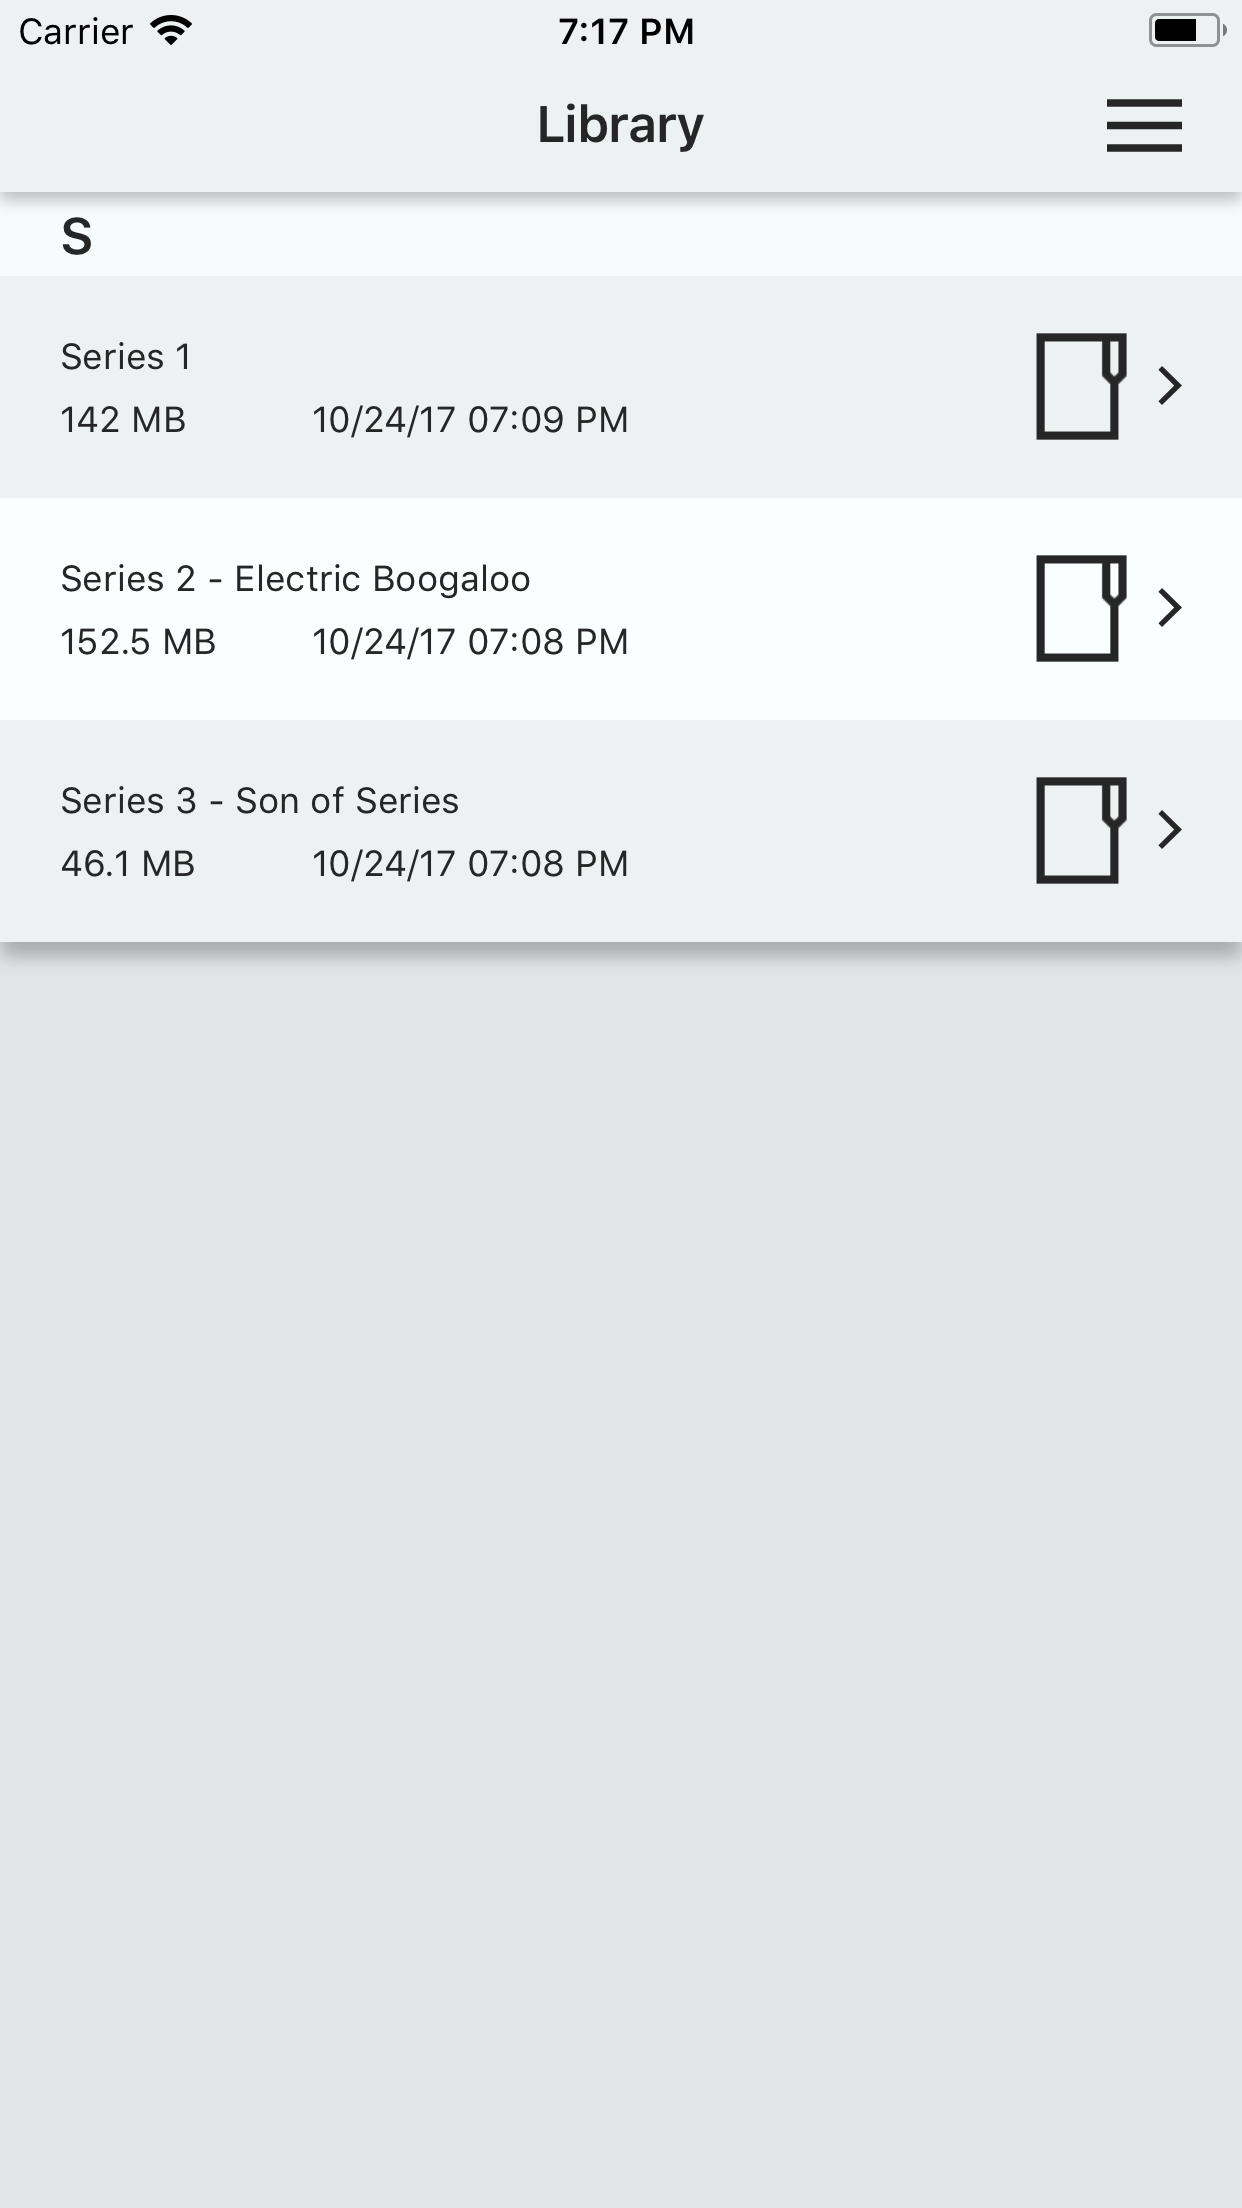 Carrier 7:17 PM
Library
S
Series 1
142 MB 10/24/17 07:09 PM
Series 2 - Electric Boogaloo
152.5 MB 10/24/17 07:08 PM
Series 3 - Son of Series
46.1 MB 10/24/17 07:08 PM